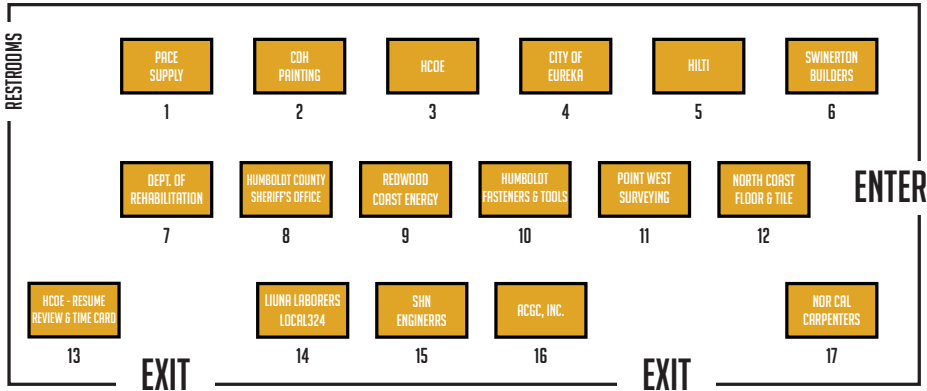 RESTROOMS
PACE
SUPPLY
1
CDH
PAINTING
2
HCOE
3
CITY OF
EUREKA
4
HILTI
5
SWINERTON
BUILDERS
6
DEPT. OF
REHABILITATION
7
HUMBOLDT COUNTY
SHERIFF'S OFFICE
8
REDWOOD
COAST ENERGY
9
HUMBOLDT
FASTENERS & TOOLS
10
POINT WEST
SURVEYING
11
NORTH COAST
FLOOR & TILE
12
ENTER
HCOE - RESUME
REVIEW & TIME CARD
13
LIUNA LABORERS
LOCAL324
14
SHN
ENGINERRS
15
ACGC, INC.
16
NOR CAL
CARPENTERS
17
EXIT
EXIT